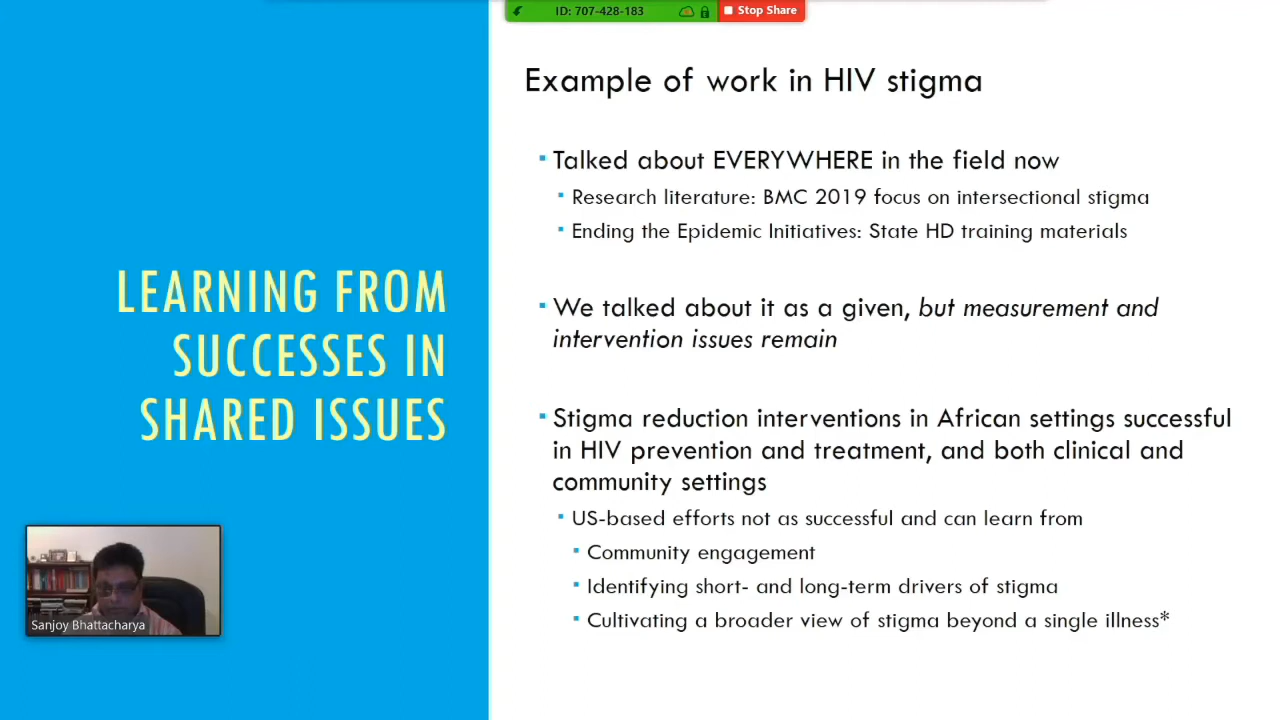 ID: 707-428-183
Stop Share
LEARNING FROM
SUCCESSES IN
SHARED ISSUES
Example of work in HIV stigma
Talked about EVERYWHERE in the field now
Research literature: BMC 2019 focus on intersectional stigma
Ending the Epidemic Initiatives: State HD training materials
We talked about it as a given, but measurement and
intervention issues remain
Stigma reduction interventions in African settings successful
in HIV prevention and treatment, and both clinical and
community settings
US-based efforts not as successful and can learn from
Community engagement
Identifying short- and long-term drivers of stigma
Cultivating a broader view of stigma beyond a single illness*
Sanjoy Bhattacharya